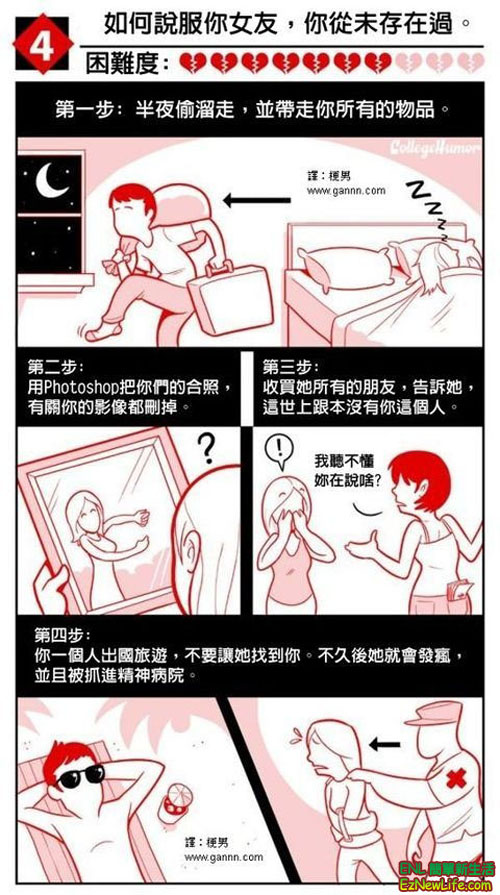 4
如何說服你女友，你從未存在過。
困難度:
第一步: 半夜偷溜走，並帶走你所有的物品。
CollegeHumor
譯：梗男
www.gannn.com
ZZZZz
第二步:
用Photoshop把你們的合照，
有關你的影像都刪掉。
第三步:
收買她所有的朋友，告訴她，
這世上跟本沒有你這個人。
?
!
我聽不懂
妳在說啥?
第四步:
你一個人出國旅遊，不要讓她找到你。不久後她就會發瘋，
並且被抓進精神病院。
譯：梗男
www.gannn.com
ENL 簡單新生活
EzNewLife.com